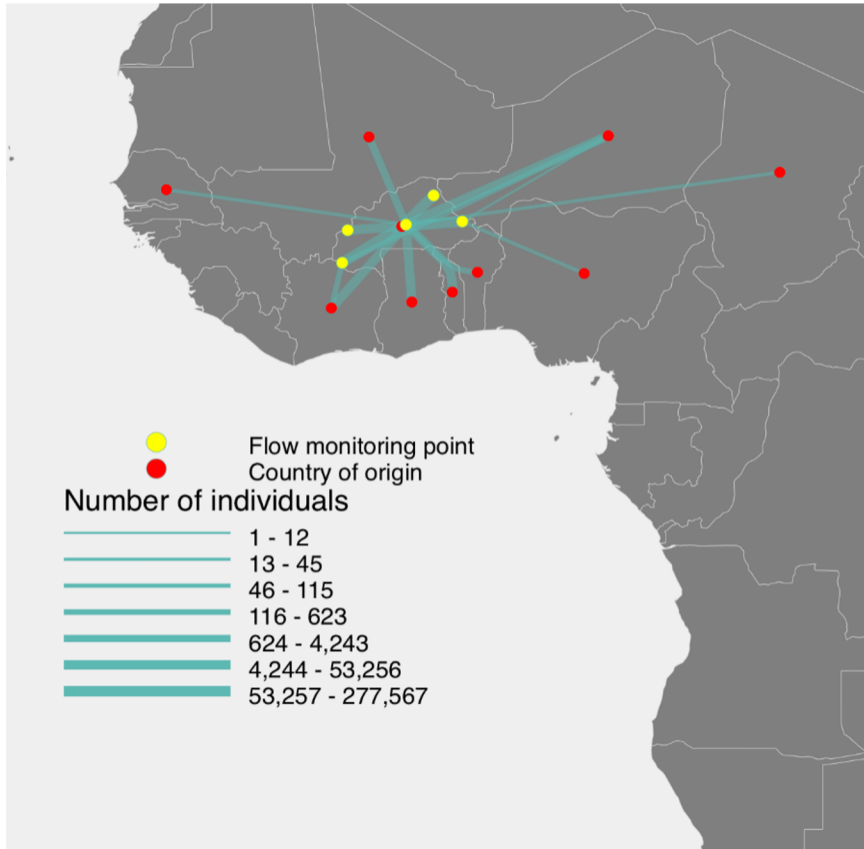 Flow monitoring point
Country of origin
Number of individuals
1 - 12
13 - 45
46 - 115
116 - 623
624 - 4,243
4,244 - 53,256
53,257 - 277,567